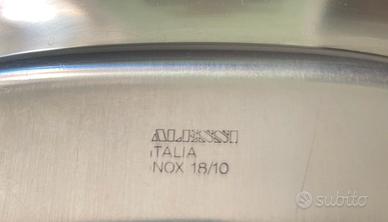 ALESSI
ITALIA
INOX 18/10
subito